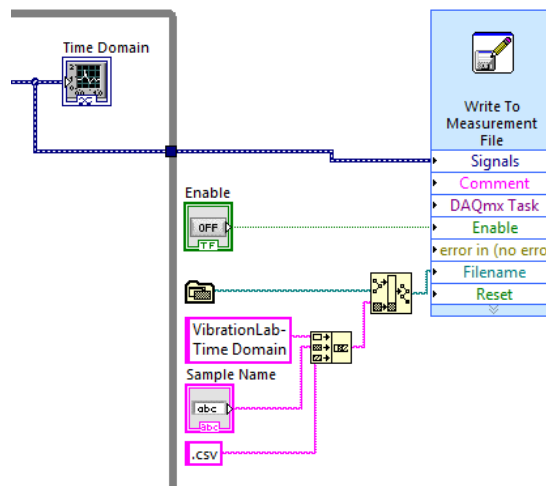 Time Domain
Write To
Measurement
File
Signals
Comment
DAQmx Task
Enable
error in (no erro
Filename
Reset
Enable
OFF
TF
VibrationLab-
Time Domain
Sample Name
abc
abc
.csv